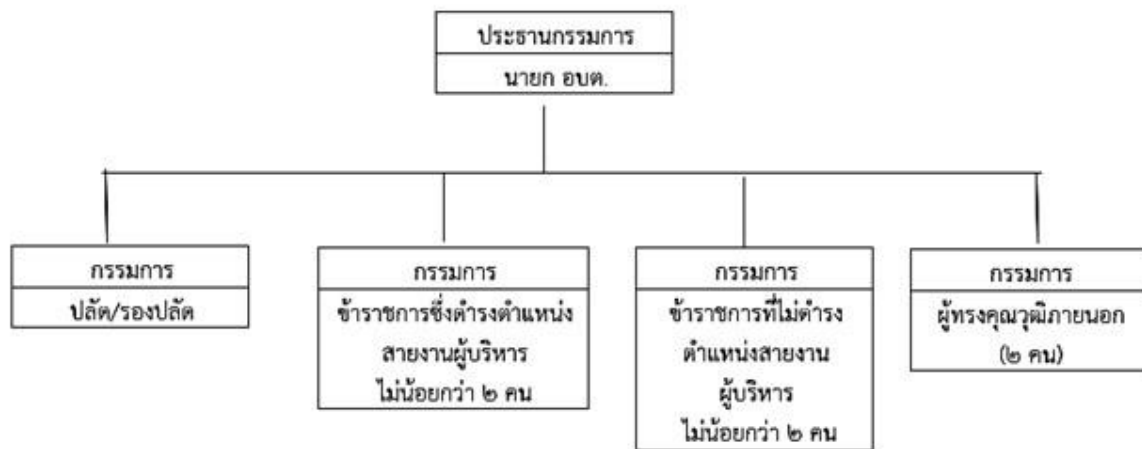 ประธานกรรมการ
นายก อบต.
กรรมการ
ปลัด/รองปลัด
กรรมการ
ข้าราชการซึ่งดำรงตำแหน่ง
สายงานผู้บริหาร
ไม่น้อยกว่า ๒ คน
กรรมการ
ข้าราชการที่ไม่ดำรง
ตำแหน่งสายงาน
ผู้บริหาร
ไม่น้อยกว่า ๒ คน
กรรมการ
ผู้ทรงคุณวุฒิภายนอก
(๒ คน)